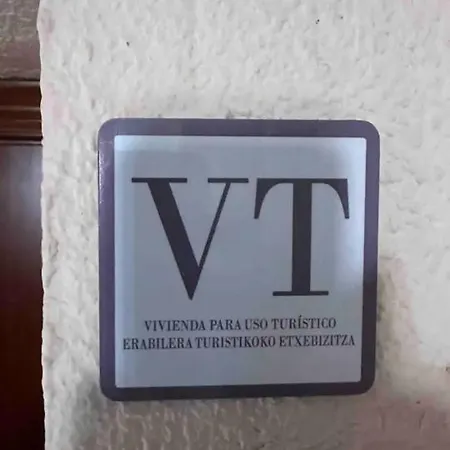 VT
VIVIENDA PARA USO TURÍSTICO
ERABILERA TURISTIKOKO ETXEBIZITZA